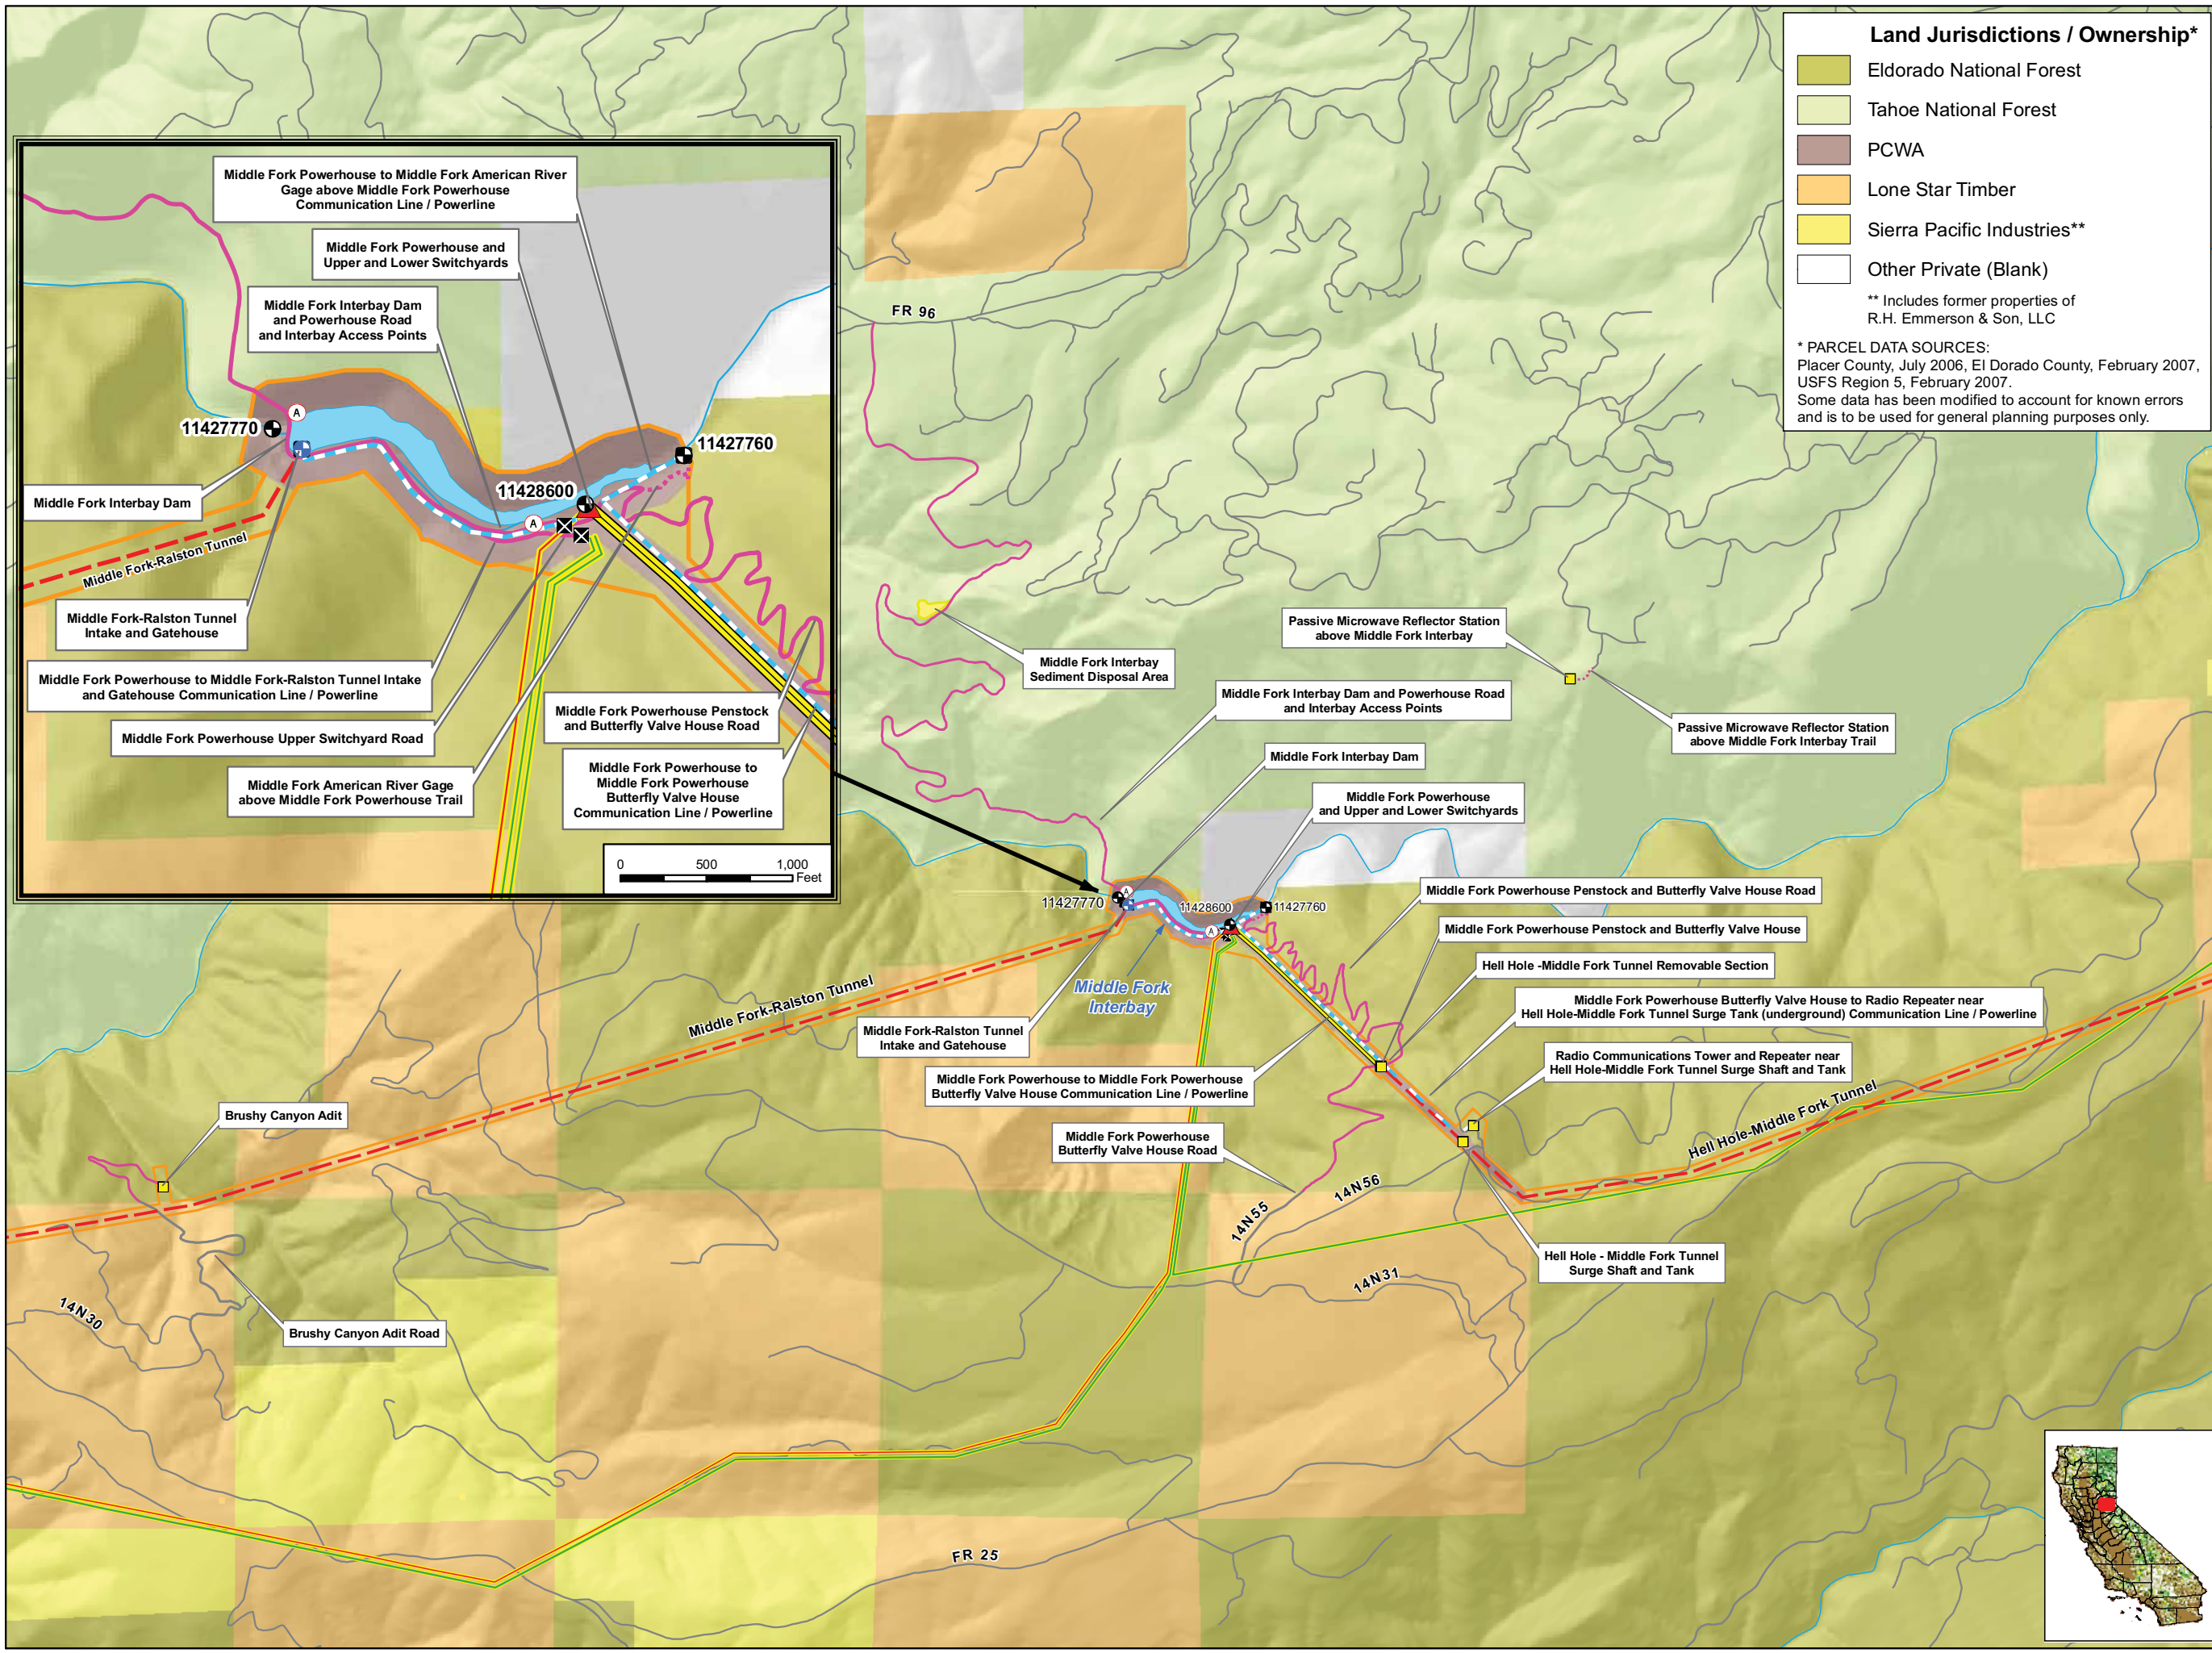 Land Jurisdictions / Ownership*
Eldorado National Forest
Tahoe National Forest
PCWA
Lone Star Timber
Sierra Pacific Industries**
Other Private (Blank)
** Includes former properties of
R.H. Emmerson & Son, LLC
* PARCEL DATA SOURCES:
Placer County, July 2006, El Dorado County, February 2007,
USFS Region 5, February 2007.
Some data has been modified to account for known errors
and is to be used for general planning purposes only.
Middle Fork Powerhouse to Middle Fork American River
Gage above Middle Fork Powerhouse
Communication Line / Powerline
Middle Fork Powerhouse and
Upper and Lower Switchyards
Middle Fork Interbay Dam
and Powerhouse Road
and Interbay Access Points
A
11427770
11427760
11428600
A
Middle Fork Interbay Dam
Middle Fork-Ralston Tunnel
Middle Fork-Ralston Tunnel
Intake and Gatehouse
Middle Fork Powerhouse to Middle Fork-Ralston Tunnel Intake
and Gatehouse Communication Line / Powerline
Middle Fork Powerhouse Upper Switchyard Road
Middle Fork American River Gage
above Middle Fork Powerhouse Trail
Middle Fork Powerhouse Penstock
and Butterfly Valve House Road
Middle Fork Powerhouse to
Middle Fork Powerhouse
Butterfly Valve House
Communication Line / Powerline
0 500 1,000
Feet
FR 96
Middle Fork Interbay
Sediment Disposal Area
Passive Microwave Reflector Station
above Middle Fork Interbay
Passive Microwave Reflector Station
above Middle Fork Interbay Trail
Middle Fork Interbay Dam and Powerhouse Road
and Interbay Access Points
Middle Fork Interbay Dam
Middle Fork Powerhouse
and Upper and Lower Switchyards
A
11427770
11428600
11427760
A
Middle Fork Powerhouse Penstock and Butterfly Valve House Road
Middle Fork Powerhouse Penstock and Butterfly Valve House
Hell Hole -Middle Fork Tunnel Removable Section
Middle Fork Powerhouse Butterfly Valve House to Radio Repeater near
Hell Hole-Middle Fork Tunnel Surge Tank (underground) Communication Line / Powerline
Radio Communications Tower and Repeater near
Hell Hole-Middle Fork Tunnel Surge Shaft and Tank
Middle Fork
Interbay
Middle Fork-Ralston Tunnel
Middle Fork-Ralston Tunnel
Intake and Gatehouse
Middle Fork Powerhouse to Middle Fork Powerhouse
Butterfly Valve House Communication Line / Powerline
Middle Fork Powerhouse
Butterfly Valve House Road
Hell Hole-Middle Fork Tunnel
Brushy Canyon Adit
14N56
14N55
14N31
Hell Hole - Middle Fork Tunnel
Surge Shaft and Tank
14N30
Brushy Canyon Adit Road
FR 25